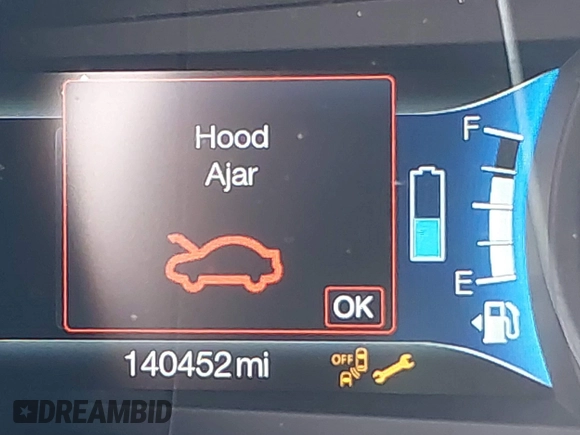 Hood
Ajar
F
E
OK
140452 mi
OFF
DREAMBID